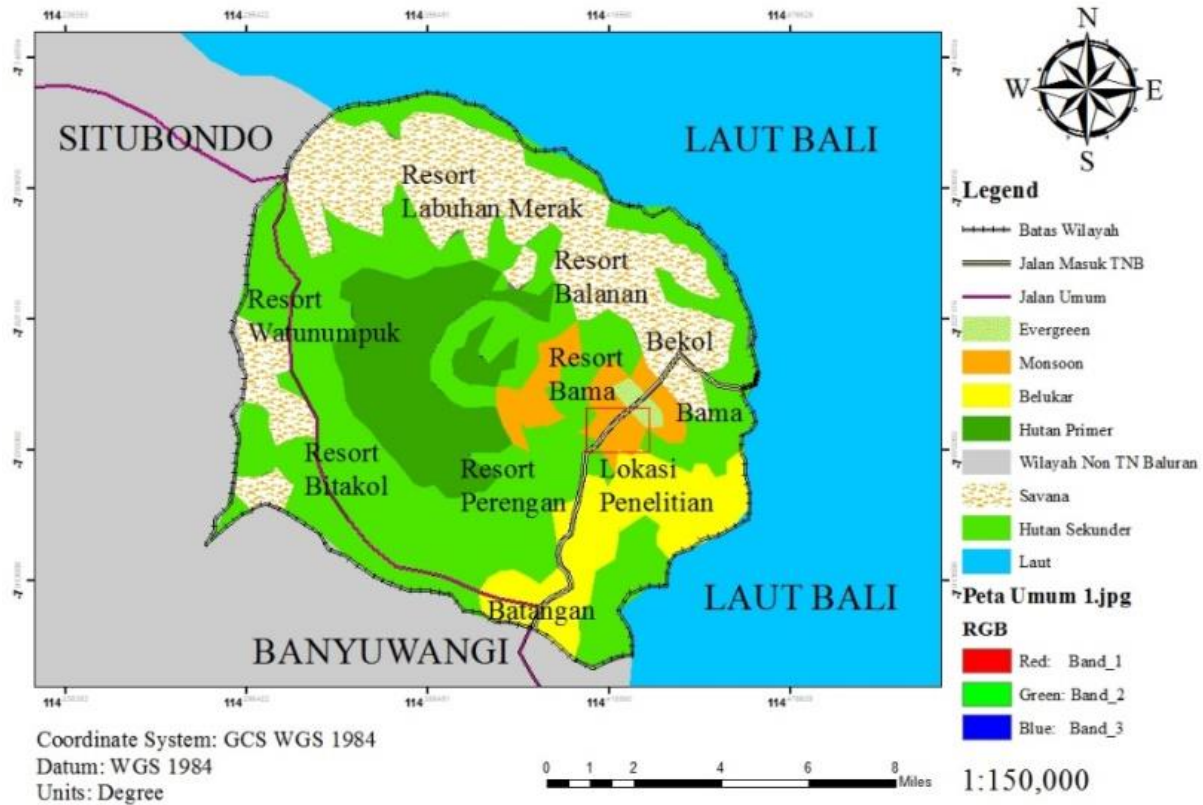 114
114
114
114
114
N
W
E
S
SITUBONDO
LAUT BALI
Resort
Labuhan Merak
Resort
Balanan
Resort
Watunumpuk
Bekol
Resort
Bama
Bama
Resort
Bitakol
Resort
Perengan
Lokasi
Penelitian
LAUT BALI
Batangan
BANYUWANGI
114
114
114
114
114
Legend
Batas Wilayah
Jalan Masuk TNB
Jalan Umum
Evergreen
Monsoon
Belukar
Hutan Primer
Wilayah Non TN Baluran
Savana
Hutan Sekunder
Laut
Peta Umum 1.jpg
RGB
Red: Band_1
Green: Band_2
Blue: Band_3
1:150,000
Coordinate System: GCS WGS 1984
Datum: WGS 1984
Units: Degree
0 1 2 4 6 8
Miles